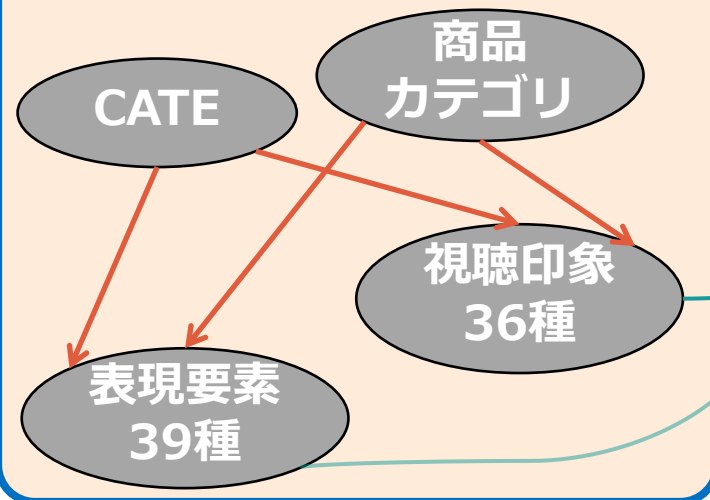 商品
カテゴリ
CATE
視聴印象
36種
表現要素
39種